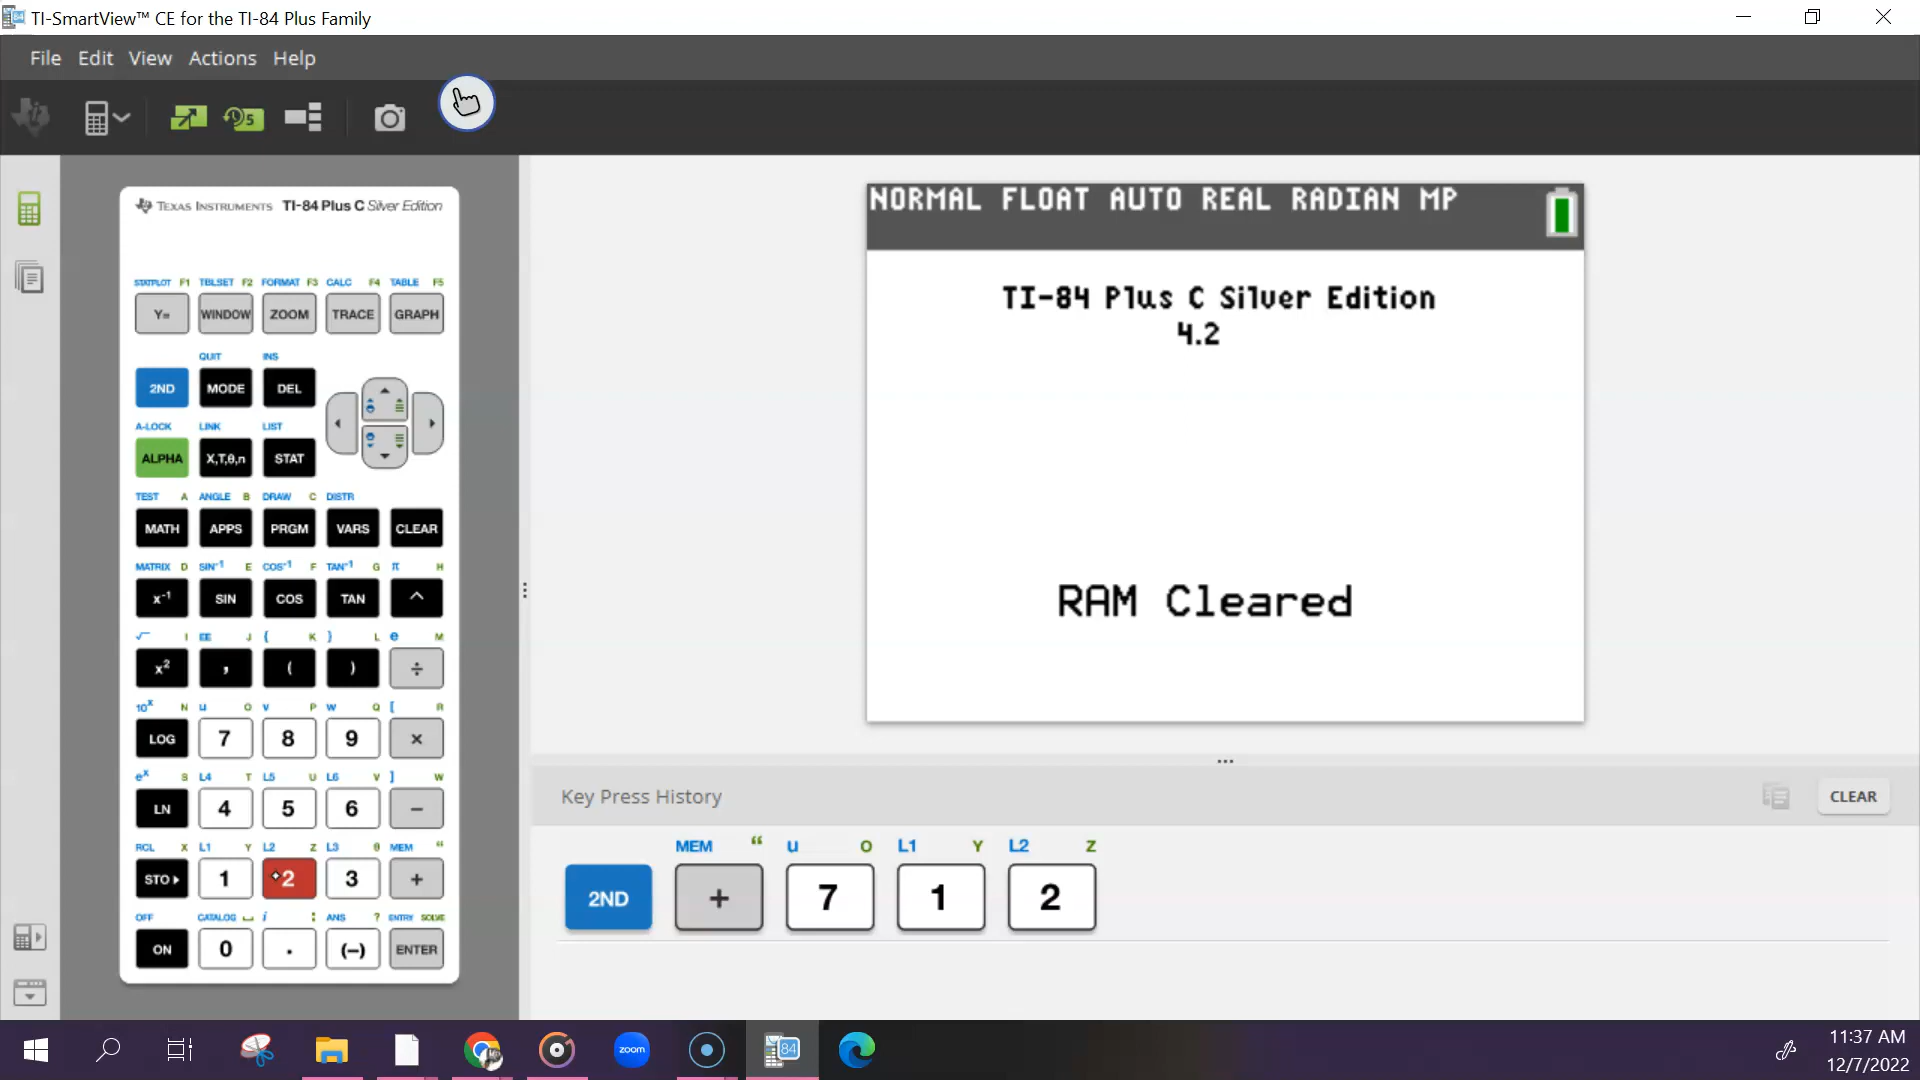 TI-SmartView™ CE for the TI-84 Plus Family
File Edit View Actions Help
5
TEXAS INSTRUMENTS TI-84 Plus C Silver Edition
STATPLOT F1 TBLSET F2 FORMAT F3 CALC F4 TABLE F5
Y= WINDOW ZOOM TRACE GRAPH
QUIT INS
2ND MODE DEL
A-LOCK LINK LIST
ALPHA X,T,θ,n STAT
TEST A ANGLE B DRAW C DISTR
MATH APPS PRGM VARS CLEAR
MATRIX D SIN⁻¹ E COS⁻¹ F TAN⁻¹ G π H
x⁻¹ SIN COS TAN ^
√ I EE J { K } L e M
x² , ( ) ÷
10ˣ N u O v P w Q [ R
LOG 7 8 9 ×
eˣ S L4 T L5 U L6 V ] W
LN 4 5 6 −
RCL X L1 Y L2 Z L3 θ MEM “
STO▸ 1 2 3 +
OFF CATALOG ⎵ i : ANS ? ENTRY SOLVE
ON 0 . (−) ENTER
NORMAL FLOAT AUTO REAL RADIAN MP
TI-84 Plus C Silver Edition
4.2
RAM Cleared
Key Press History
CLEAR
MEM “ u O L1 Y L2 Z
2ND + 7 1 2
zoom
84
11:37 AM
12/7/2022